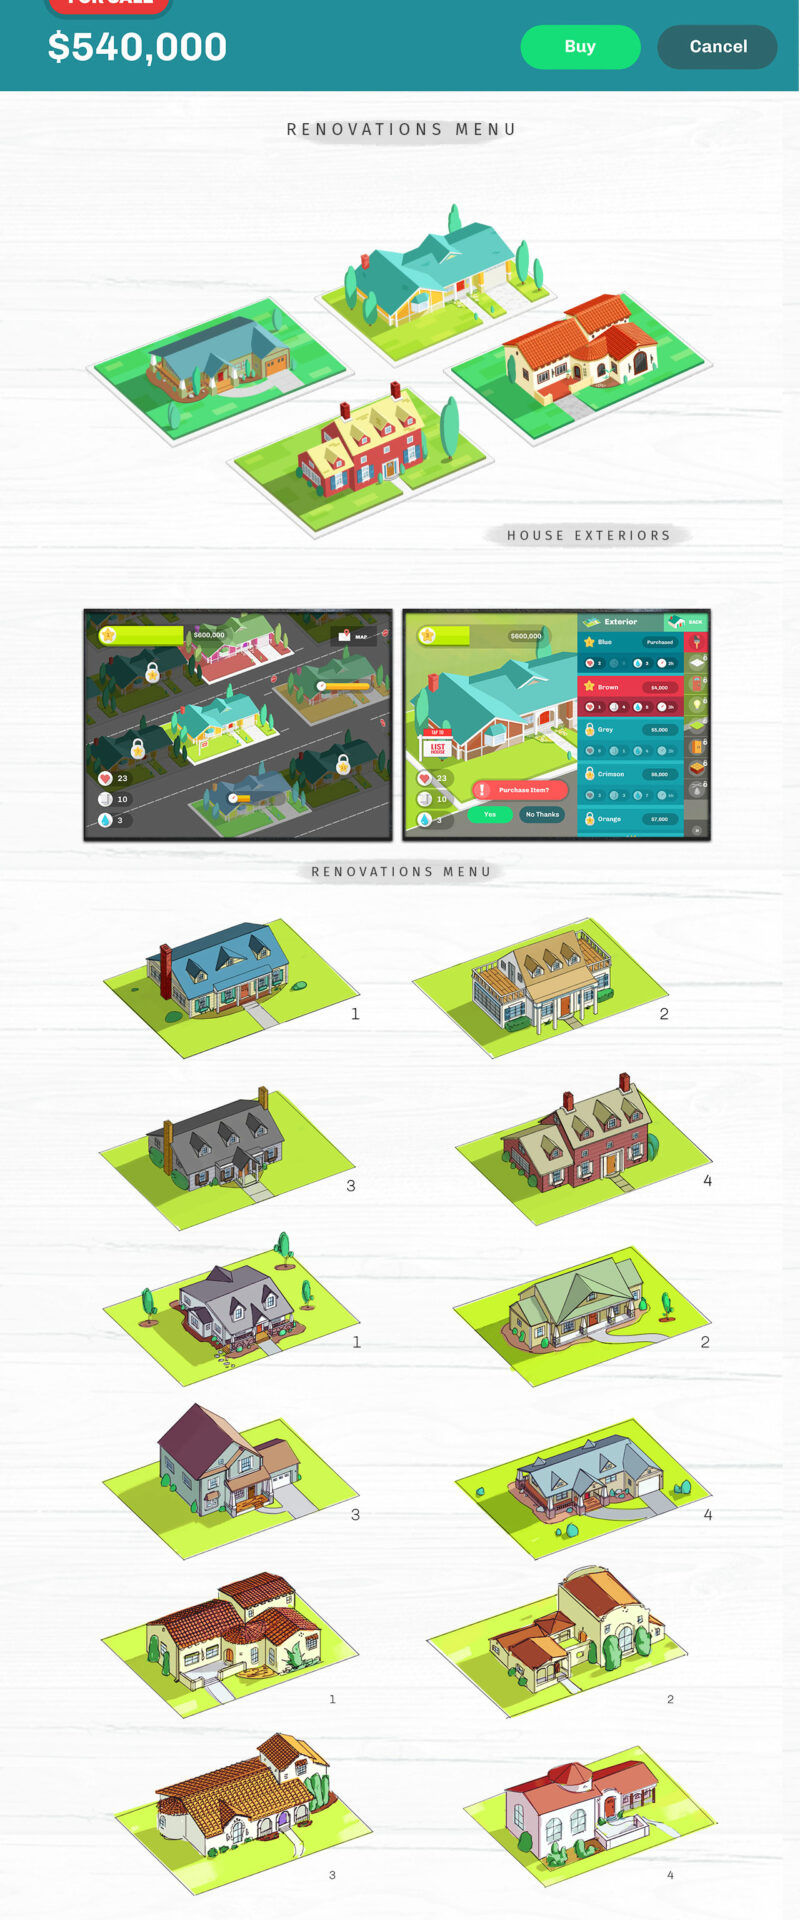 FOR SALE
$540,000
Buy
Cancel
RENOVATIONS MENU
HOUSE EXTERIORS
$600,000
MAP
23
10
3
$600,000
TAP TO
LIST
HOUSE
23
10
3
Purchase Item?
Yes
No Thanks
Exterior
BACK
Blue
Purchased
Brown
$4,000
Grey
$5,000
Crimson
$6,000
Orange
$7,000
RENOVATIONS MENU
1
2
3
4
1
2
3
4
1
2
3
4